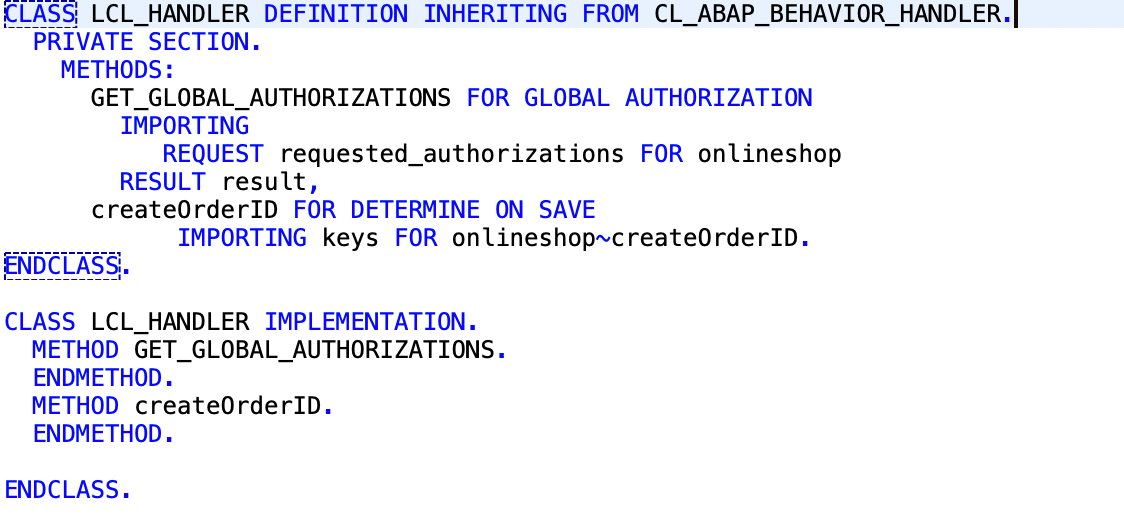 CLASS LCL_HANDLER DEFINITION INHERITING FROM CL_ABAP_BEHAVIOR_HANDLER.
PRIVATE SECTION.
METHODS:
GET_GLOBAL_AUTHORIZATIONS FOR GLOBAL AUTHORIZATION
IMPORTING
REQUEST requested_authorizations FOR onlineshop
RESULT result,
createOrderID FOR DETERMINE ON SAVE
IMPORTING keys FOR onlineshop~createOrderID.
ENDCLASS.
CLASS LCL_HANDLER IMPLEMENTATION.
METHOD GET_GLOBAL_AUTHORIZATIONS.
ENDMETHOD.
METHOD createOrderID.
ENDMETHOD.
ENDCLASS.